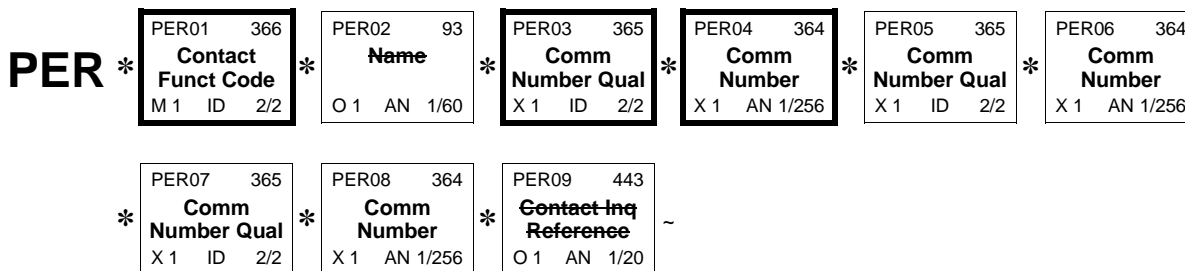 PER * PER01 366 * PER02 93 * PER03 365 * PER04 364 * PER05 365 * PER06 364
Contact Funct Code Name Comm Number Qual Comm Number Comm Number Qual Comm Number
M 1 ID 2/2 O 1 AN 1/60 X 1 ID 2/2 X 1 AN 1/256 X 1 ID 2/2 X 1 AN 1/256
* PER07 365 * PER08 364 * PER09 443 ~
Comm Number Qual Comm Number Contact Inq Reference
X 1 ID 2/2 X 1 AN 1/256 O 1 AN 1/20